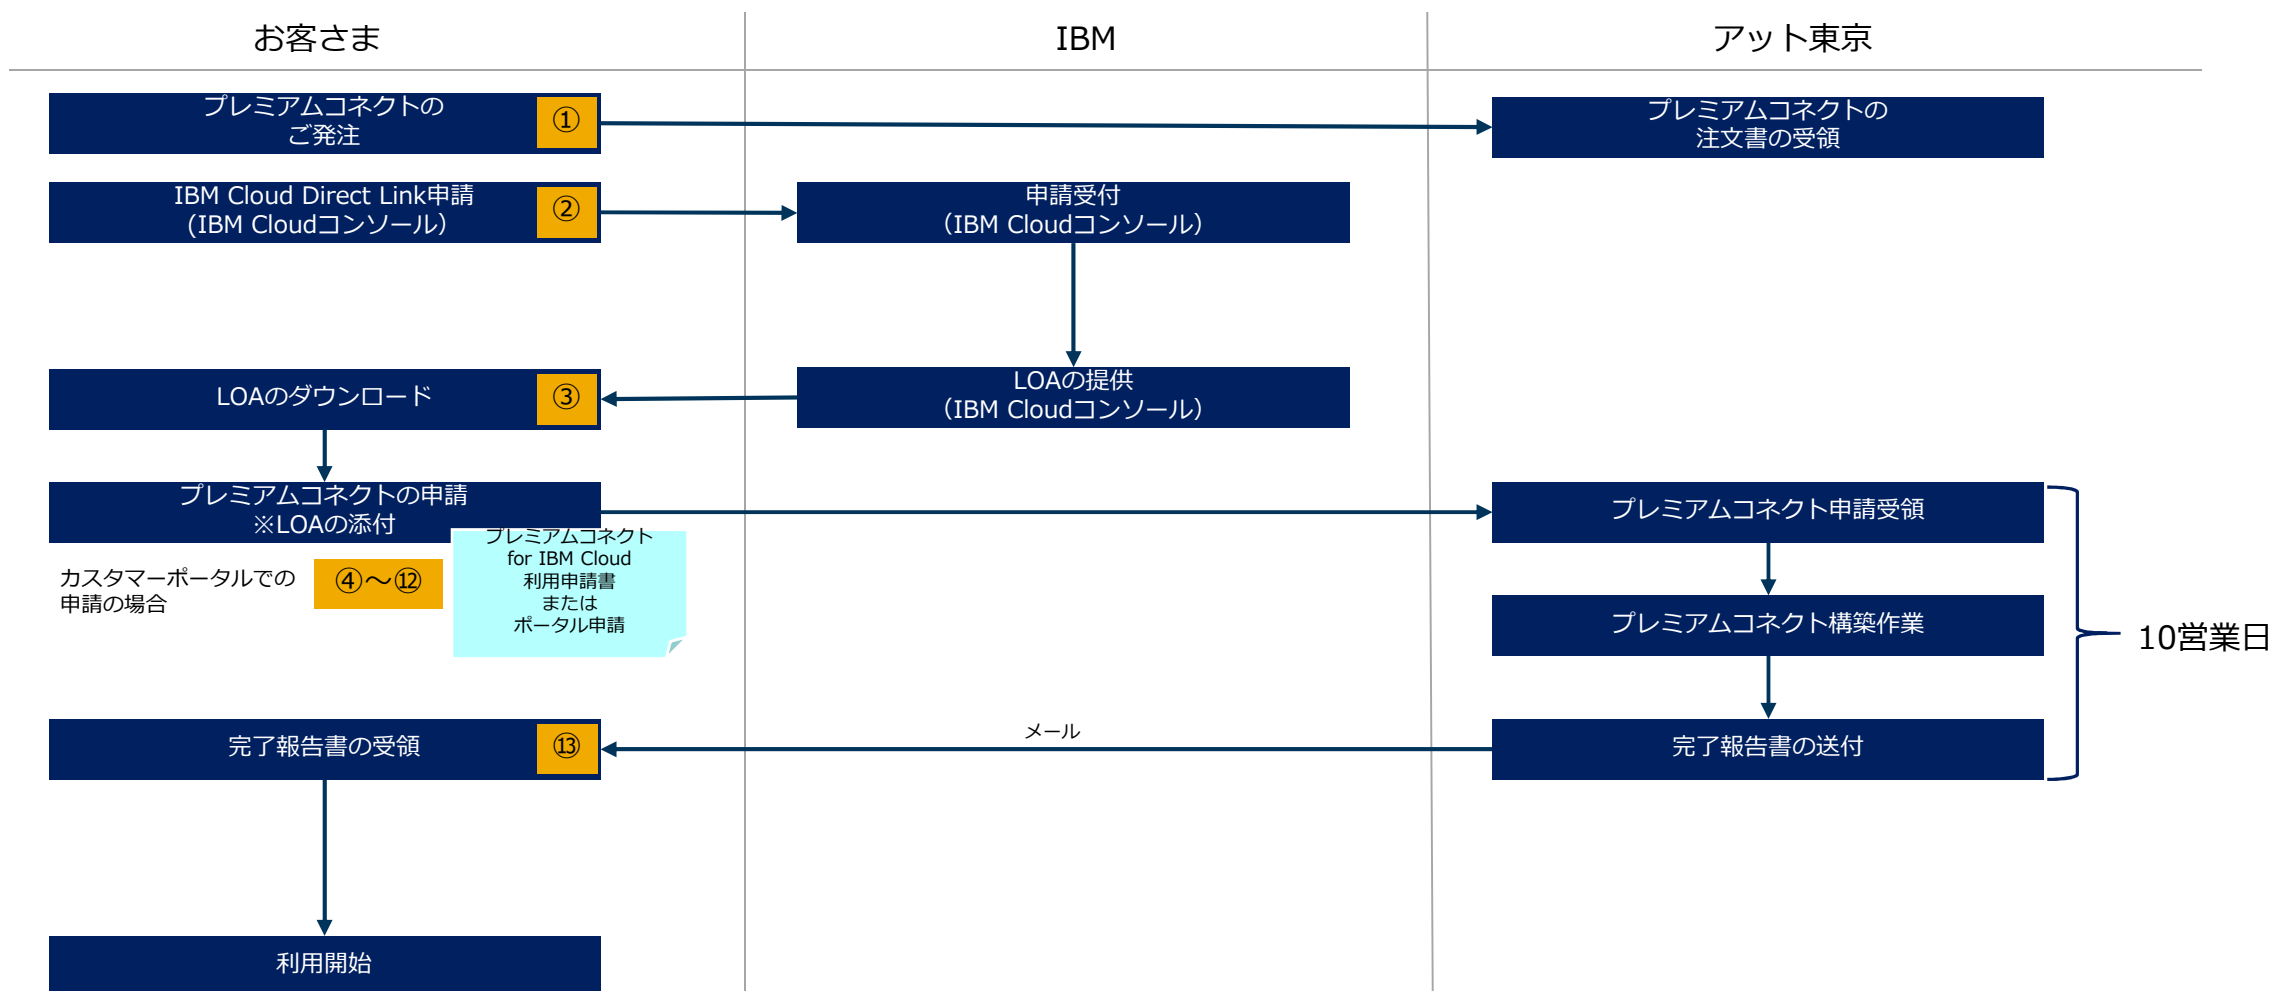 お客さま
IBM
アット東京
プレミアムコネクトの
ご発注
①
プレミアムコネクトの
注文書の受領
IBM Cloud Direct Link申請
(IBM Cloudコンソール）
②
申請受付
（IBM Cloudコンソール）
LOAのダウンロード
③
LOAの提供
（IBM Cloudコンソール）
プレミアムコネクトの申請
※LOAの添付
プレミアムコネクト申請受領
カスタマーポータルでの
申請の場合
④～⑫
プレミアムコネクト
for IBM Cloud
利用申請書
または
ポータル申請
プレミアムコネクト構築作業
10営業日
完了報告書の受領
⑬
メール
完了報告書の送付
利用開始